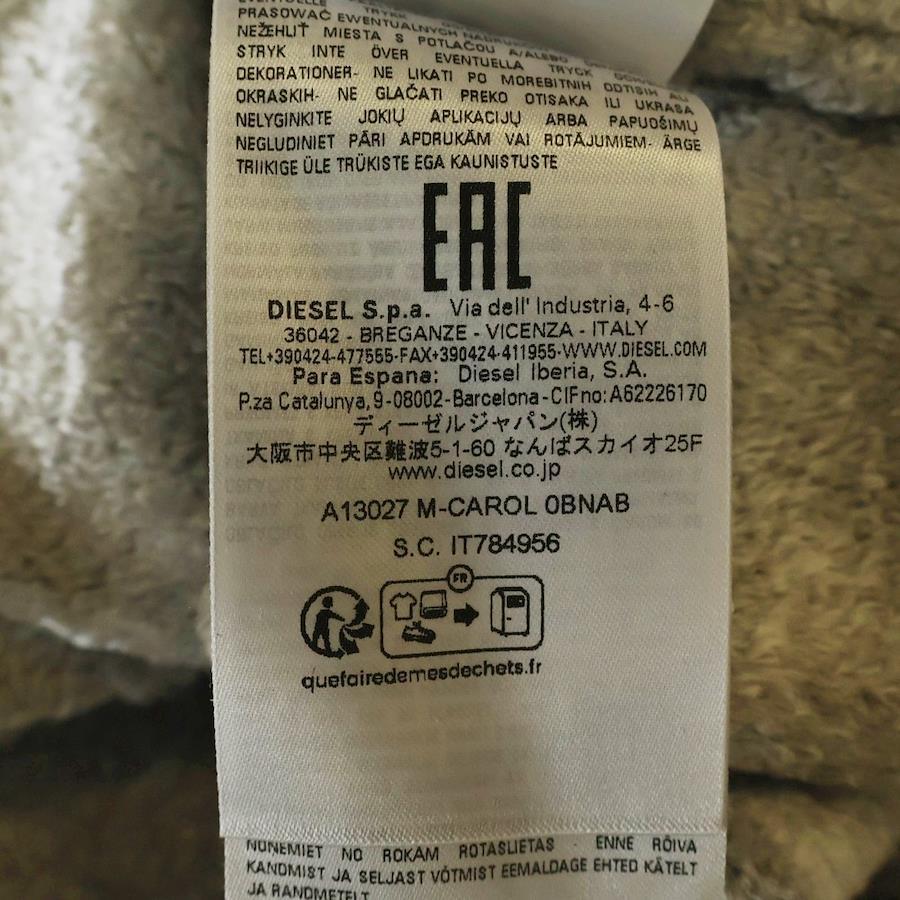 PRASOWAĆ EWENTUALNYCH
NEŽEHLIŤ MIESTA S POTLAČOU A/ALEBO
STRYK INTE ÖVER EVENTUELLA TRYCK
DEKORATIONER- NE LIKATI PO MOREBITNIH ODTISIH ALI
OKRASKIH- NE GLAČATI PREKO OTISAKA ILI UKRASA
NELYGINKITE JOKIŲ APLIKACIJŲ ARBA PAPUOŠIMŲ
NEGLUDINIET PĀRI APDRUKĀM VAI ROTĀJUMIEM- ÄRGE
TRIIKIGE ÜLE TRÜKISTE EGA KAUNISTUSTE
EAC
DIESEL S.p.a. Via dell' Industria, 4-6
36042 - BREGANZE - VICENZA - ITALY
TEL+390424-477555-FAX+390424-411955-WWW.DIESEL.COM
Para Espana: Diesel Iberia, S.A.
P.za Catalunya,9-08002-Barcelona-CIFno:A62226170
ディーゼルジャパン(株)
大阪市中央区難波5-1-60 なんばスカイオ25F
www.diesel.co.jp
A13027 M-CAROL 0BNAB
S.C. IT784956
FR
quefairedemesdechets.fr
NOŅEMIET NO ROKĀM ROTASLIETAS - ENNE RÕIVA
KANDMIST JA SELJAST VÕTMIST EEMALDAGE EHTED KÄTELT
JA RANDMETELT